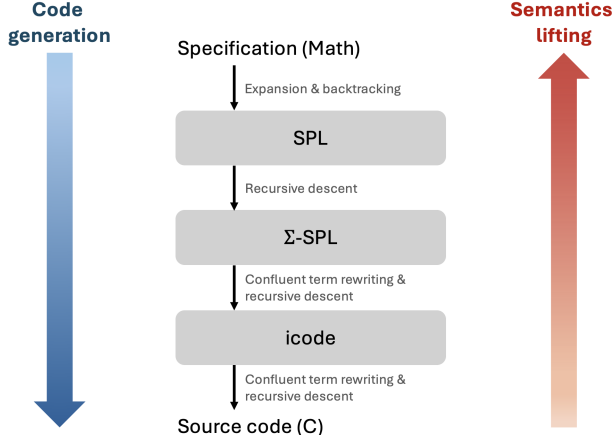 Code
generation
Semantics
lifting
Specification (Math)
Expansion & backtracking
SPL
Recursive descent
Σ-SPL
Confluent term rewriting &
recursive descent
icode
Confluent term rewriting &
recursive descent
Source code (C)